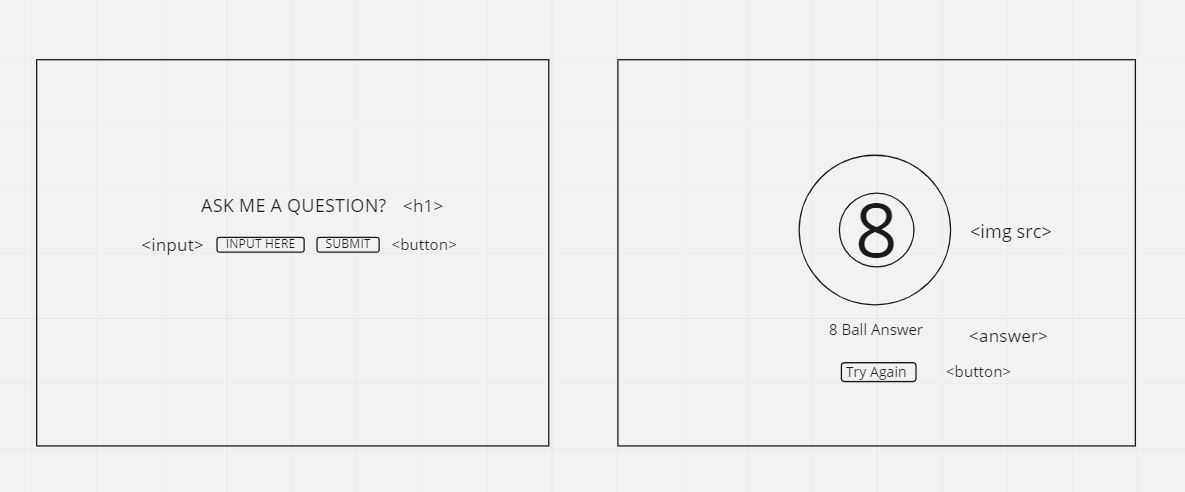 ASK ME A QUESTION? <h1>
<input> INPUT HERE SUBMIT <button>
8 <img src>
8 Ball Answer <answer>
Try Again <button>